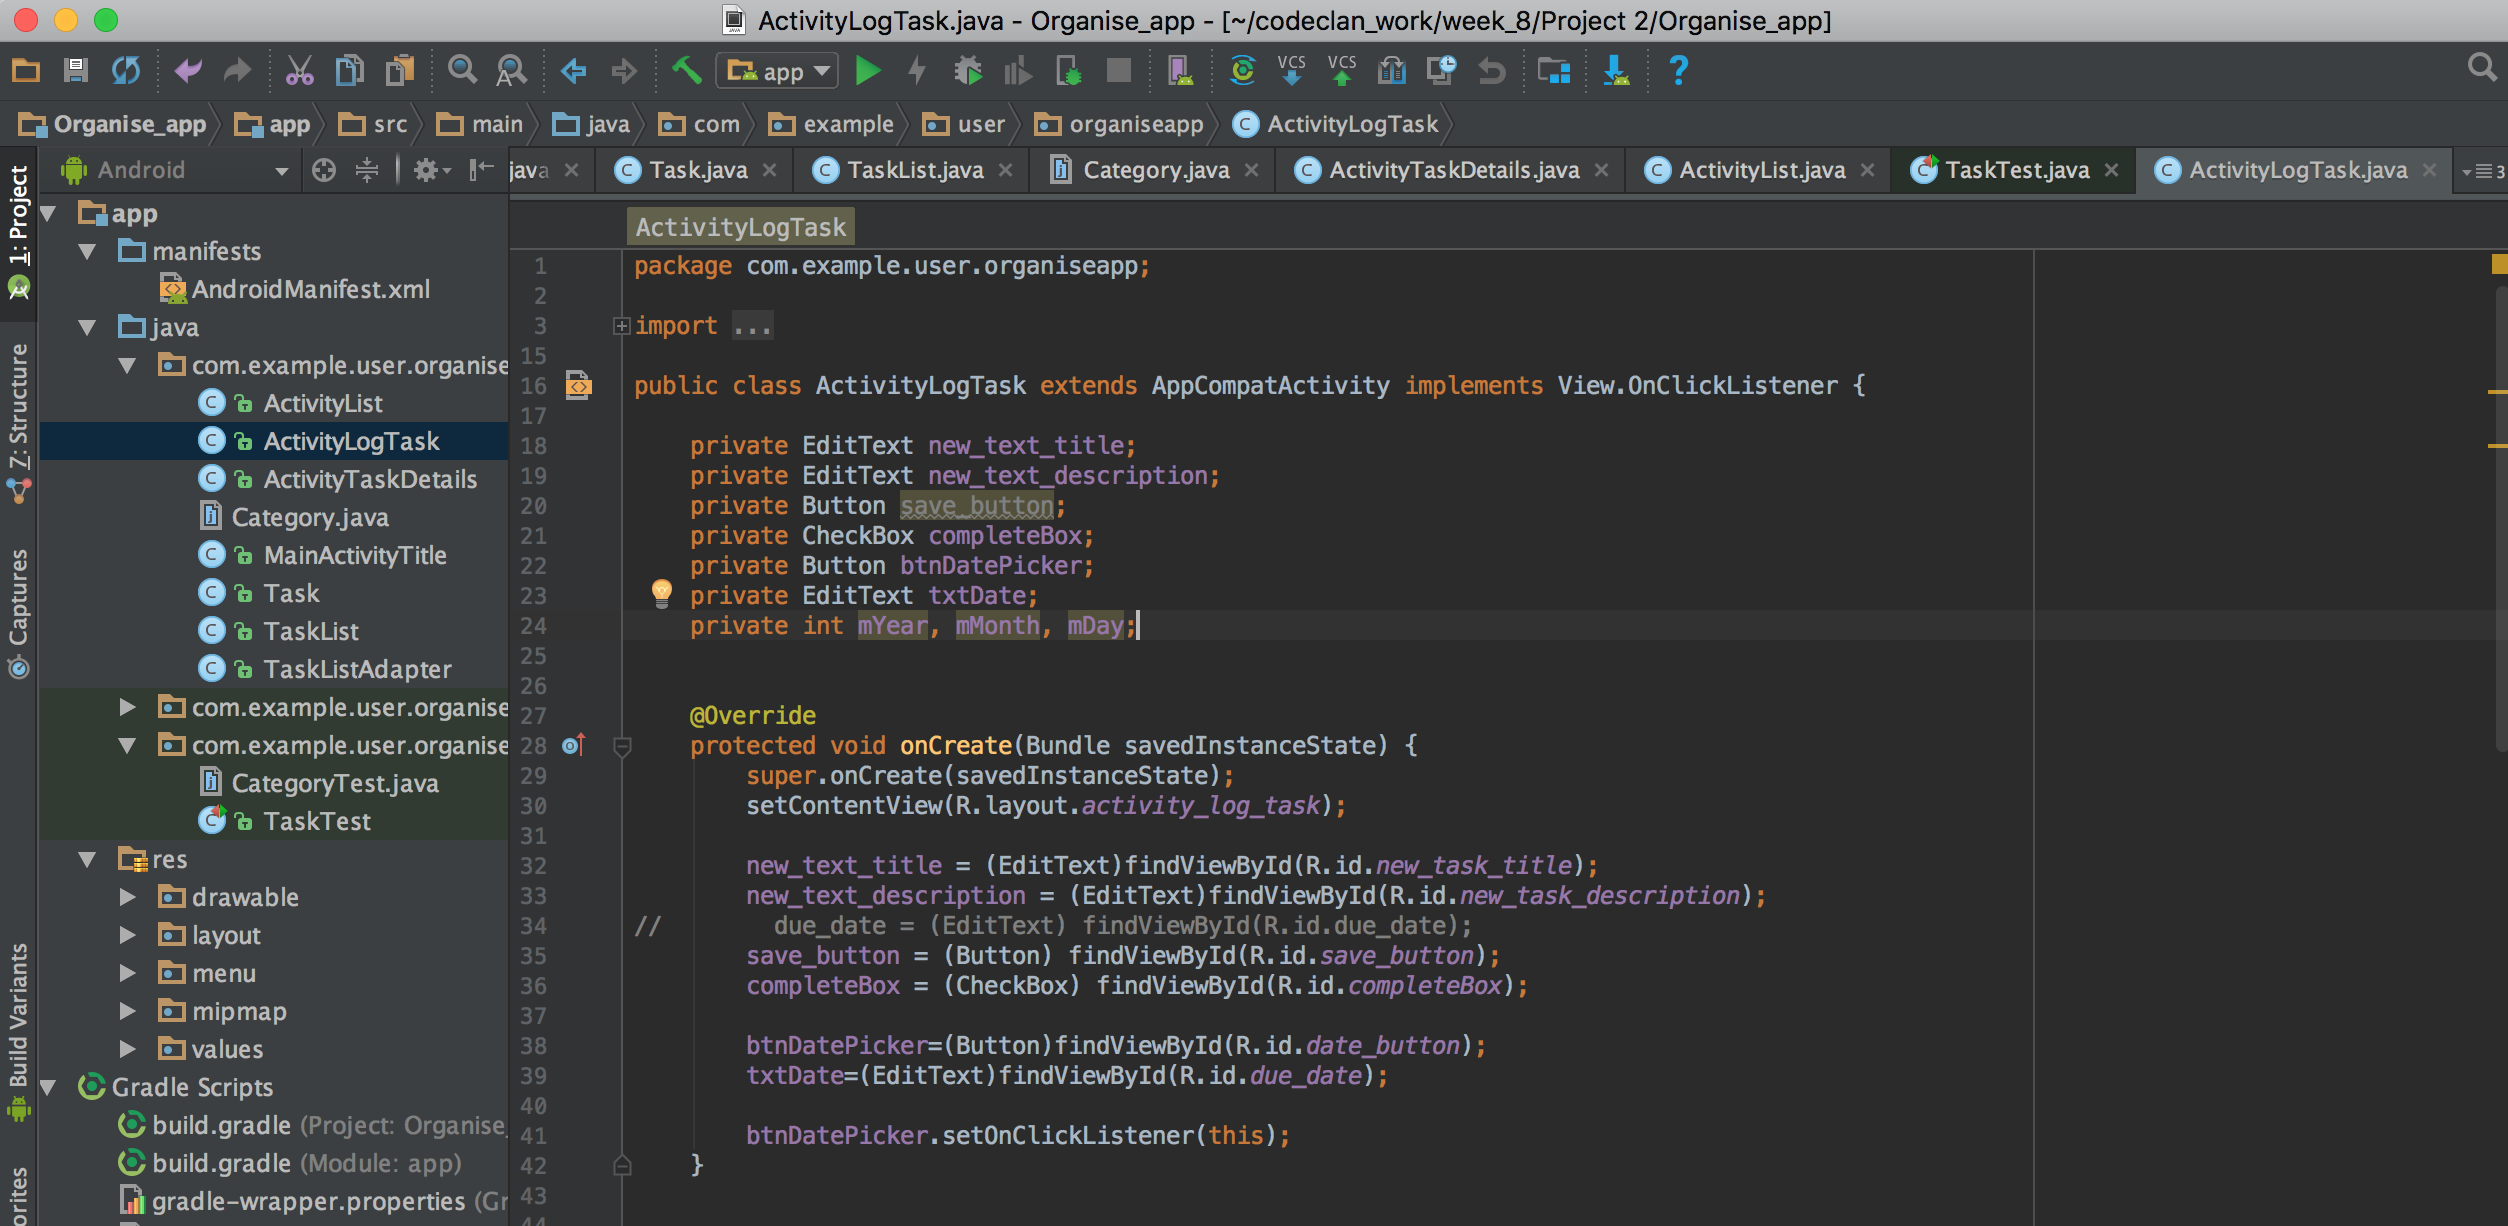 ActivityLogTask.java - Organise_app - [~/codeclan_work/week_8/Project 2/Organise_app]
app
VCS
VCS
?
Organise_app app src main java com example user organiseapp ActivityLogTask
Android
java
Task.java
TaskList.java
Category.java
ActivityTaskDetails.java
ActivityList.java
TaskTest.java
ActivityLogTask.java
3
1: Project
7: Structure
Captures
Build Variants
orites
app
manifests
AndroidManifest.xml
java
com.example.user.organise
ActivityList
ActivityLogTask
ActivityTaskDetails
Category.java
MainActivityTitle
Task
TaskList
TaskListAdapter
com.example.user.organise
com.example.user.organise
CategoryTest.java
TaskTest
res
drawable
layout
menu
mipmap
values
Gradle Scripts
build.gradle (Project: Organise_
build.gradle (Module: app)
gradle-wrapper.properties (Gr
ActivityLogTask
1 package com.example.user.organiseapp;
2
3 import ...
15
16 public class ActivityLogTask extends AppCompatActivity implements View.OnClickListener {
17
18 private EditText new_text_title;
19 private EditText new_text_description;
20 private Button save_button;
21 private CheckBox completeBox;
22 private Button btnDatePicker;
23 private EditText txtDate;
24 private int mYear, mMonth, mDay;
25
26
27 @Override
28 protected void onCreate(Bundle savedInstanceState) {
29 super.onCreate(savedInstanceState);
30 setContentView(R.layout.activity_log_task);
31
32 new_text_title = (EditText)findViewById(R.id.new_task_title);
33 new_text_description = (EditText)findViewById(R.id.new_task_description);
34 // due_date = (EditText) findViewById(R.id.due_date);
35 save_button = (Button) findViewById(R.id.save_button);
36 completeBox = (CheckBox) findViewById(R.id.completeBox);
37
38 btnDatePicker=(Button)findViewById(R.id.date_button);
39 txtDate=(EditText)findViewById(R.id.due_date);
40
41 btnDatePicker.setOnClickListener(this);
42 }
43
44